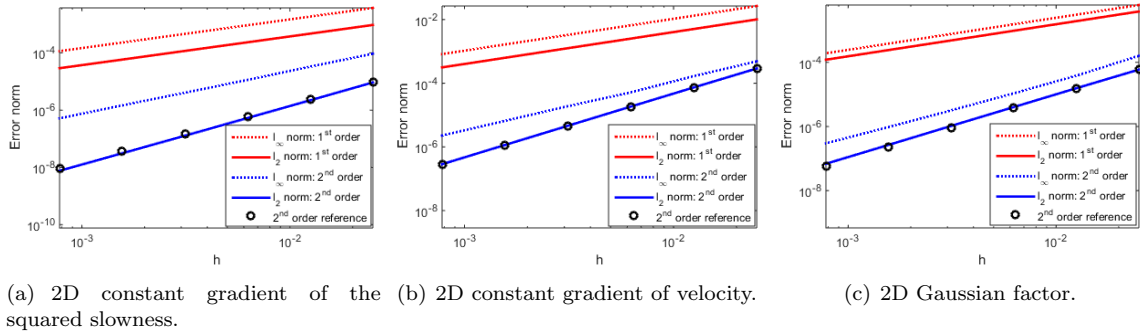 Error norm
10^-4
10^-6
10^-8
10^-10
10^-3
10^-2
h
l∞ norm: 1st order
l2 norm: 1st order
l∞ norm: 2nd order
l2 norm: 2nd order
2nd order reference
Error norm
10^-2
10^-4
10^-6
10^-8
10^-3
10^-2
h
l∞ norm: 1st order
l2 norm: 1st order
l∞ norm: 2nd order
l2 norm: 2nd order
2nd order reference
Error norm
10^-4
10^-6
10^-8
10^-3
10^-2
h
l∞ norm: 1st order
l2 norm: 1st order
l∞ norm: 2nd order
l2 norm: 2nd order
2nd order reference
(a) 2D constant gradient of the
squared slowness.
(b) 2D constant gradient of velocity.
(c) 2D Gaussian factor.